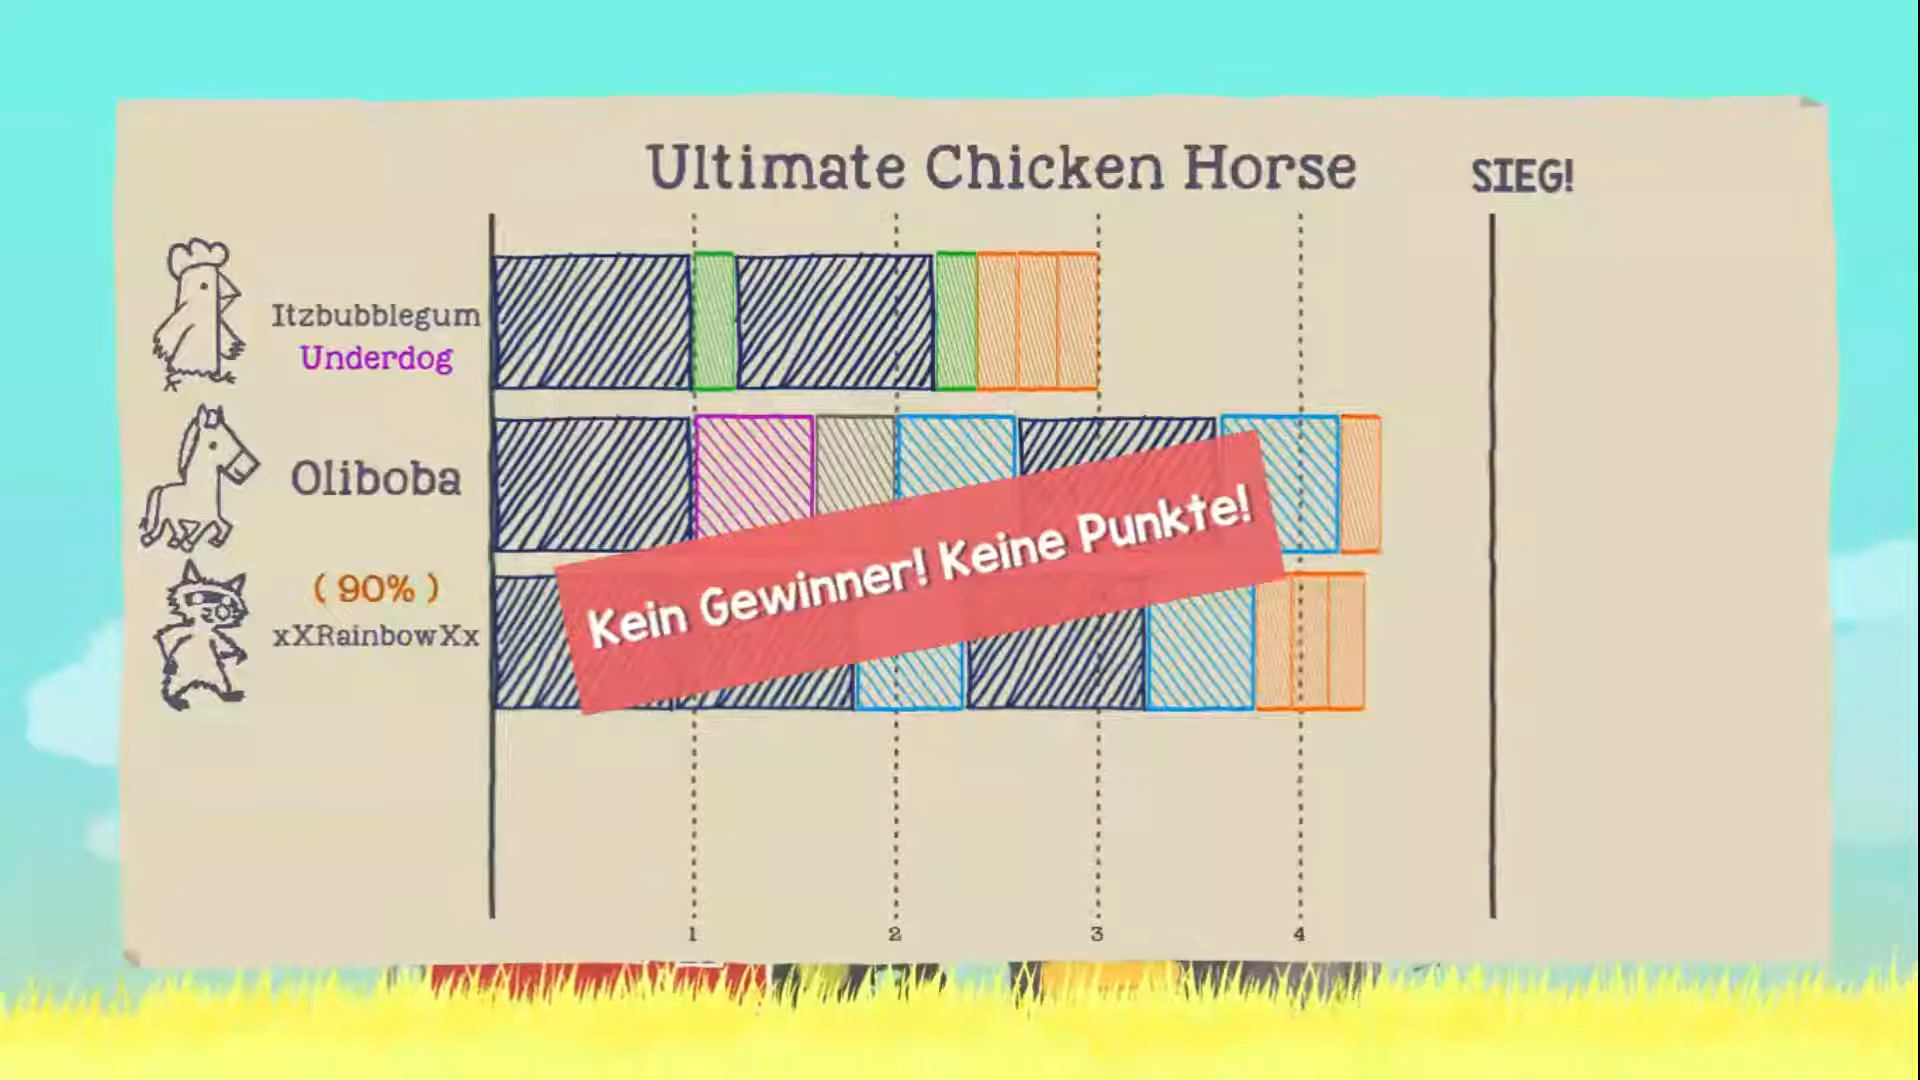 Ultimate Chicken Horse
SIEG!
Itzbubblegum
Underdog
Oliboba
( 90% )
xXRainbowXx
Kein Gewinner! Keine Punkte!
1 2 3 4